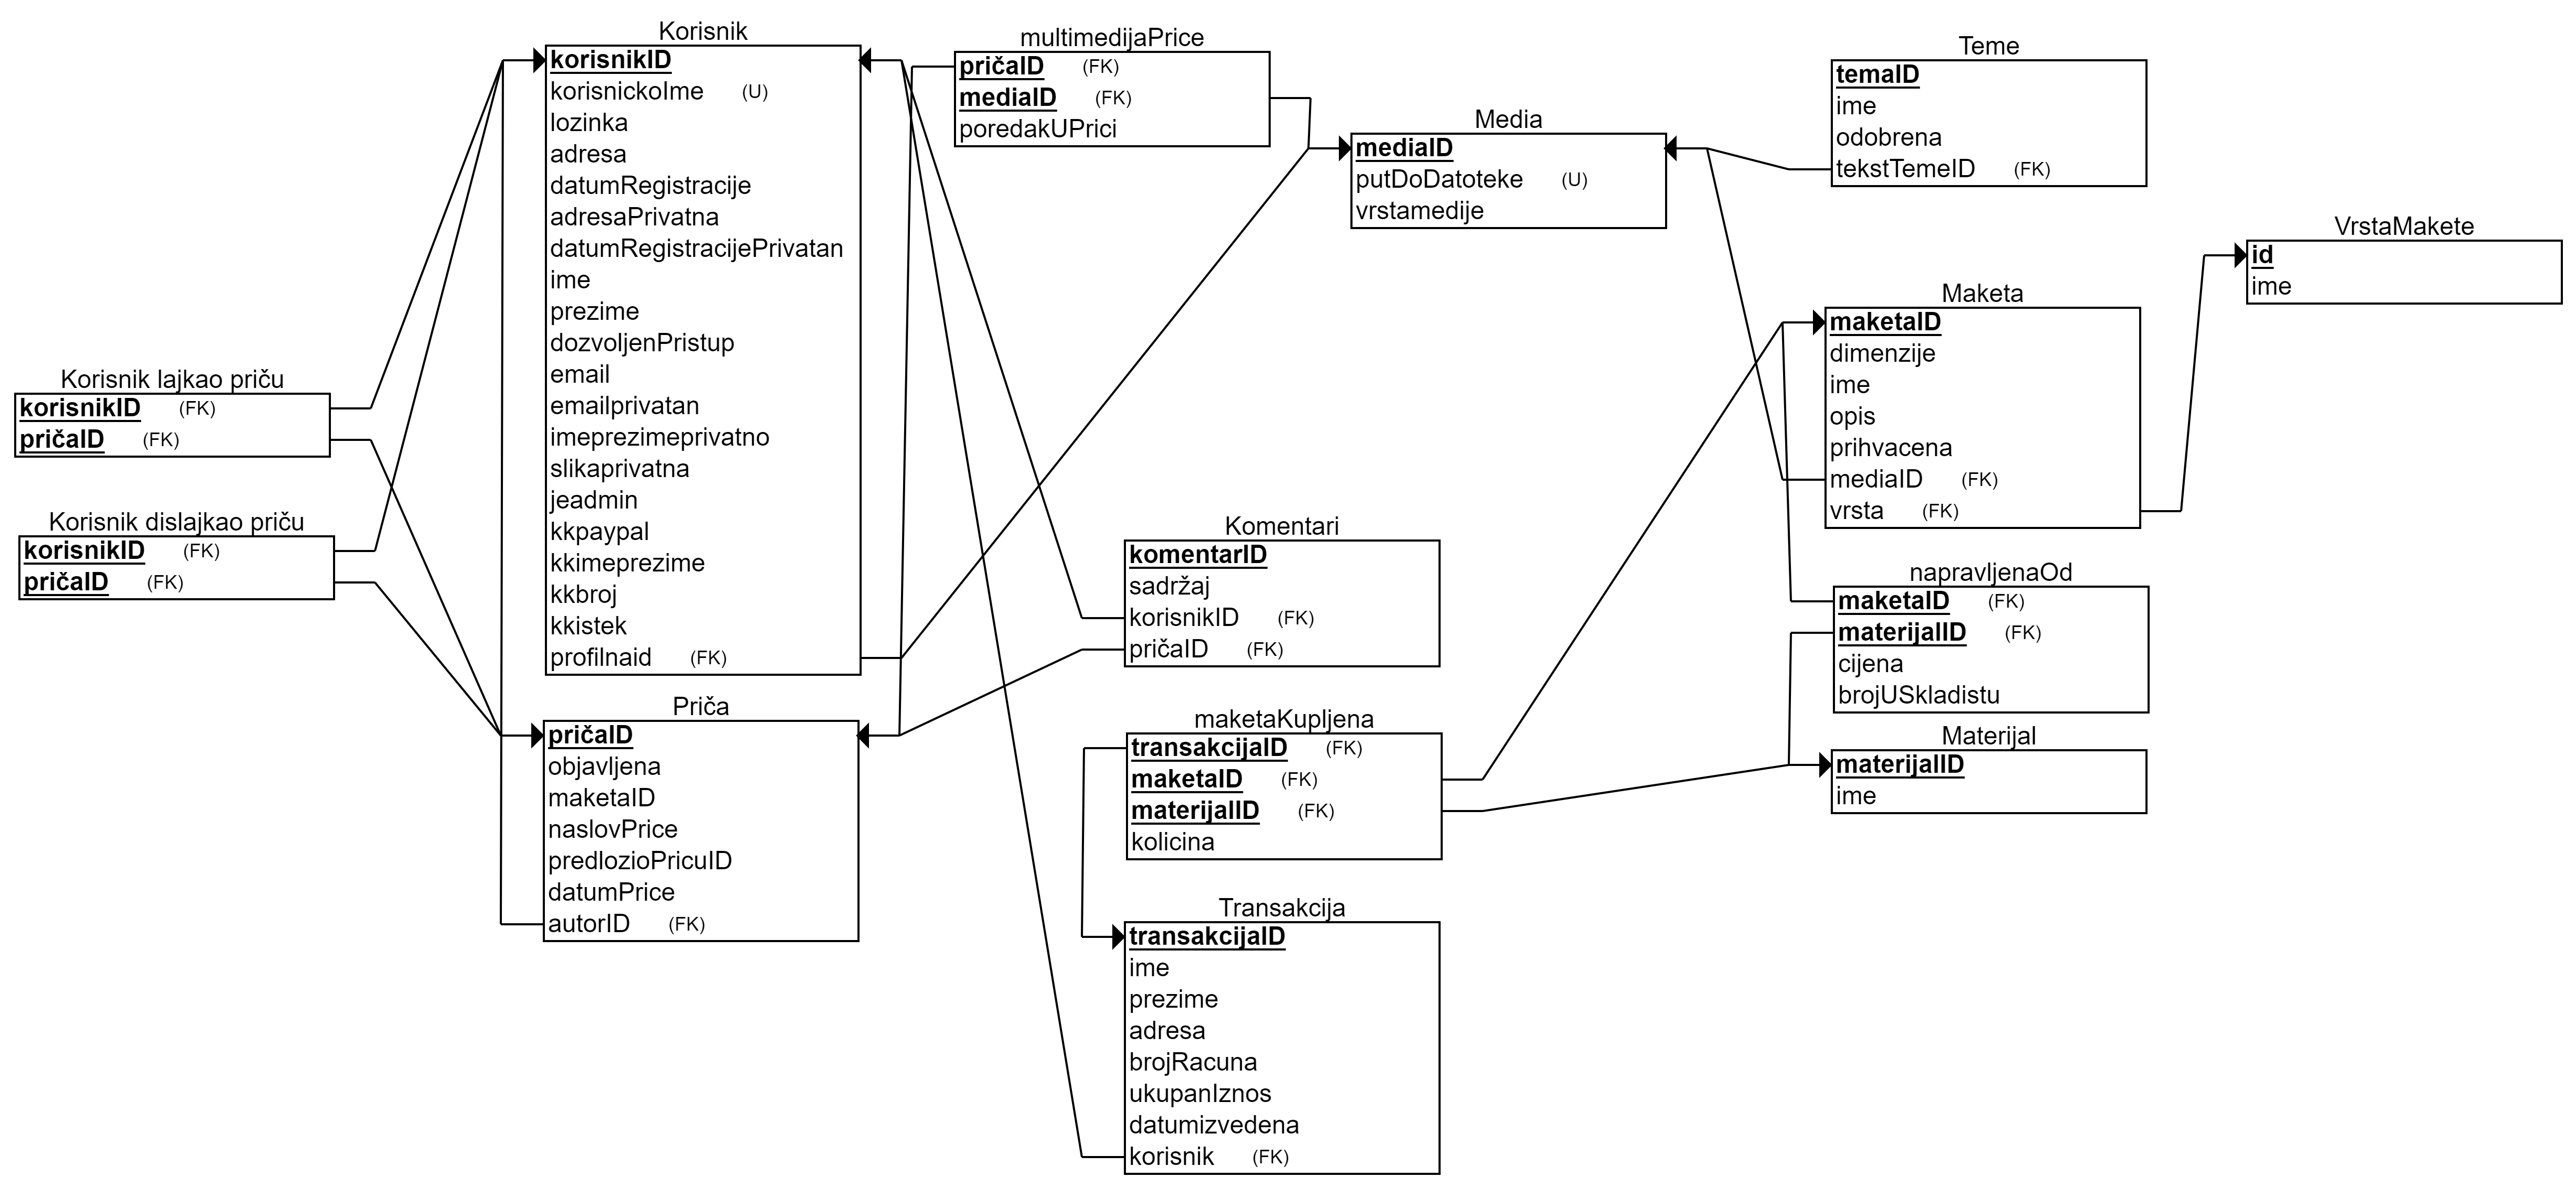 Korisnik
korisnikID
korisnickoIme (U)
lozinka
adresa
datumRegistracije
adresaPrivatna
datumRegistracijePrivatan
ime
prezime
dozvoljenPristup
email
emailprivatan
imeprezimeprivatno
slikaprivatna
jeadmin
kkpaypal
kkimeprezime
kkbroj
kkistek
profilnaid (FK)
multimedijaPrice
pričaID (FK)
mediaID (FK)
poredakUPrici
Media
mediaID
putDoDatoteke (U)
vrstamedije
Teme
temaID
ime
odobrena
tekstTemeID (FK)
VrstaMakete
id
ime
Maketa
maketaID
dimenzije
ime
opis
prihvacena
mediaID (FK)
vrsta (FK)
Korisnik lajkao priču
korisnikID (FK)
pričaID (FK)
Korisnik dislajkao priču
korisnikID (FK)
pričaID (FK)
Komentari
komentarID
sadržaj
korisnikID (FK)
pričaID (FK)
napravljenaOd
maketaID (FK)
materijalID (FK)
cijena
brojUSkladistu
Priča
pričaID
objavljena
maketaID
naslovPrice
predlozioPricuID
datumPrice
autorID (FK)
maketaKupljena
transakcijaID (FK)
maketaID (FK)
materijalID (FK)
kolicina
Materijal
materijalID
ime
Transakcija
transakcijaID
ime
prezime
adresa
brojRacuna
ukupanIznos
datumizvedena
korisnik (FK)